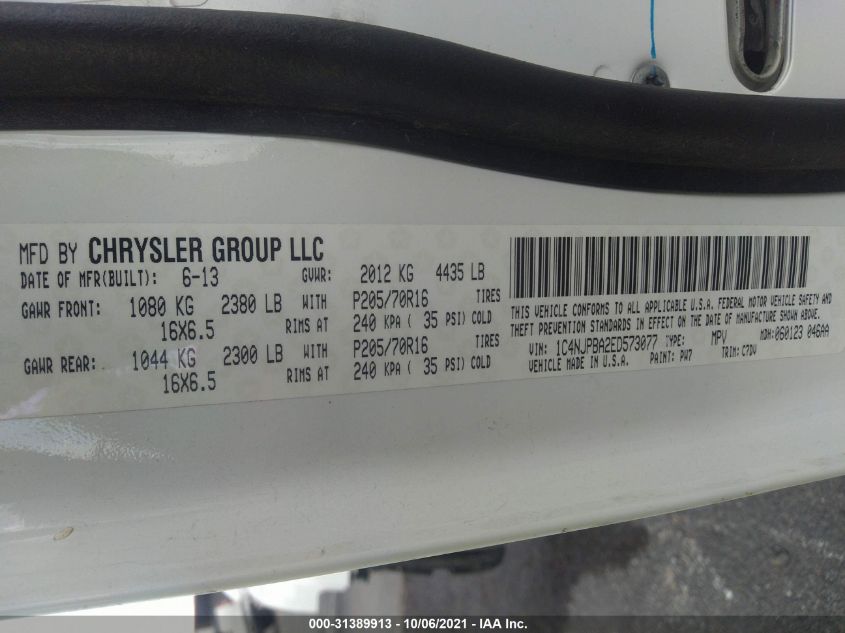 MFD BY CHRYSLER GROUP LLC
DATE OF MFR(BUILT): 6-13 GVWR: 2012 KG 4435 LB
GAWR FRONT: 1080 KG 2380 LB WITH P205/70R16 TIRES
16X6.5 RIMS AT 240 KPA ( 35 PSI) COLD
GAWR REAR: 1044 KG 2300 LB WITH P205/70R16 TIRES
16X6.5 RIMS AT 240 KPA ( 35 PSI) COLD
THIS VEHICLE CONFORMS TO ALL APPLICABLE U.S.A. FEDERAL MOTOR VEHICLE SAFETY AND
THEFT PREVENTION STANDARDS IN EFFECT ON THE DATE OF MANUFACTURE SHOWN ABOVE.
VIN: 1C4NJPBA2ED573077 TYPE: MPV MDH:060123 046AA
VEHICLE MADE IN U.S.A. PAINT: PW7 TRIM: C7DV
000-31389913 - 10/06/2021 - IAA Inc.